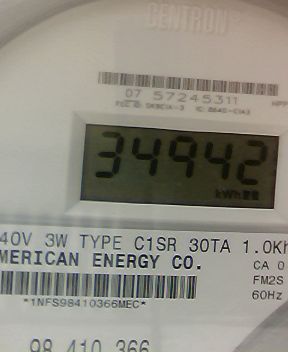 CENTRON
07 57245311
34942
kWh
40V 3W TYPE C1SR 30TA 1.0Kh
MERICAN ENERGY CO.
CA 0
FM2S
60Hz
*1NFS98410366MEC*
98 410 366